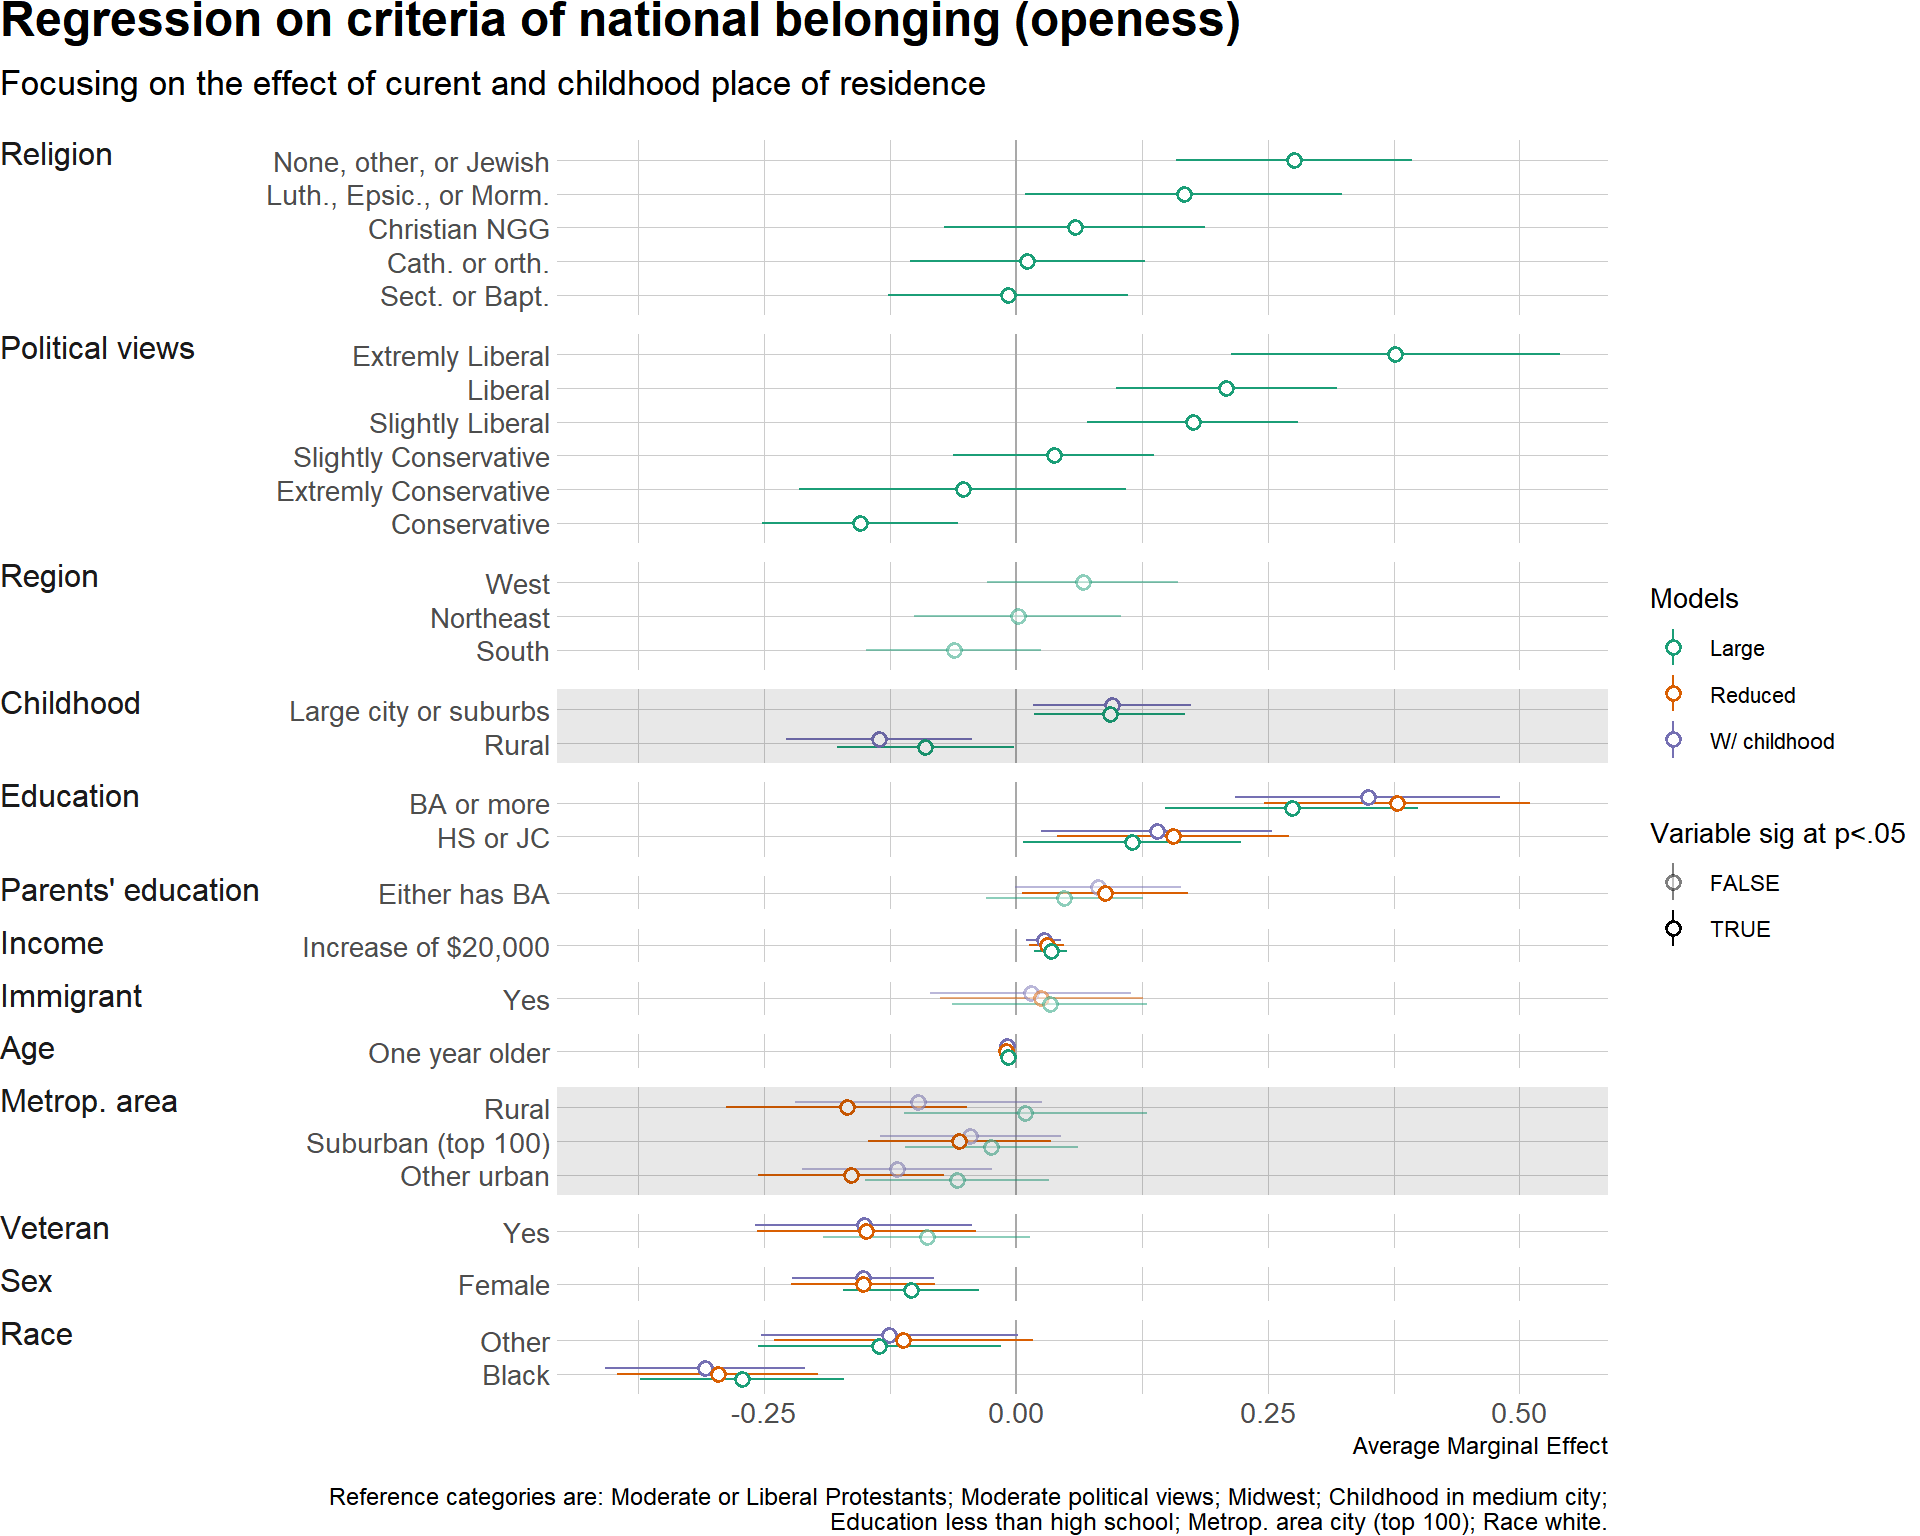 Regression on criteria of national belonging (openess)
Focusing on the effect of curent and childhood place of residence
Religion
None, other, or Jewish
Luth., Epsic., or Morm.
Christian NGG
Cath. or orth.
Sect. or Bapt.
Political views
Extremly Liberal
Liberal
Slightly Liberal
Slightly Conservative
Extremly Conservative
Conservative
Region
West
Northeast
South
Childhood
Large city or suburbs
Rural
Education
BA or more
HS or JC
Parents' education
Either has BA
Income
Increase of $20,000
Immigrant
Yes
Age
One year older
Metrop. area
Rural
Suburban (top 100)
Other urban
Veteran
Yes
Sex
Female
Race
Other
Black
-0.25 0.00 0.25 0.50
Average Marginal Effect
Models
Large
Reduced
W/ childhood
Variable sig at p<.05
FALSE
TRUE
Reference categories are: Moderate or Liberal Protestants; Moderate political views; Midwest; Childhood in medium city;
Education less than high school; Metrop. area city (top 100); Race white.